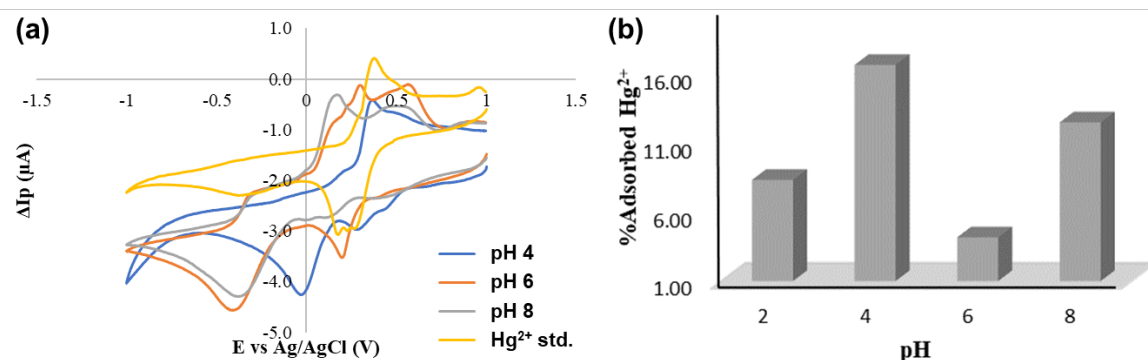 (a)
1.0
0.0
-1.5
-1
-0.5
0
0.5
1
1.5
-1.0
-2.0
-3.0
-4.0
-5.0
ΔIp (µA)
E vs Ag/AgCl (V)
pH 4
pH 6
pH 8
Hg²⁺ std.
(b)
%Adsorbed Hg²⁺
16.00
11.00
6.00
1.00
2
4
6
8
pH